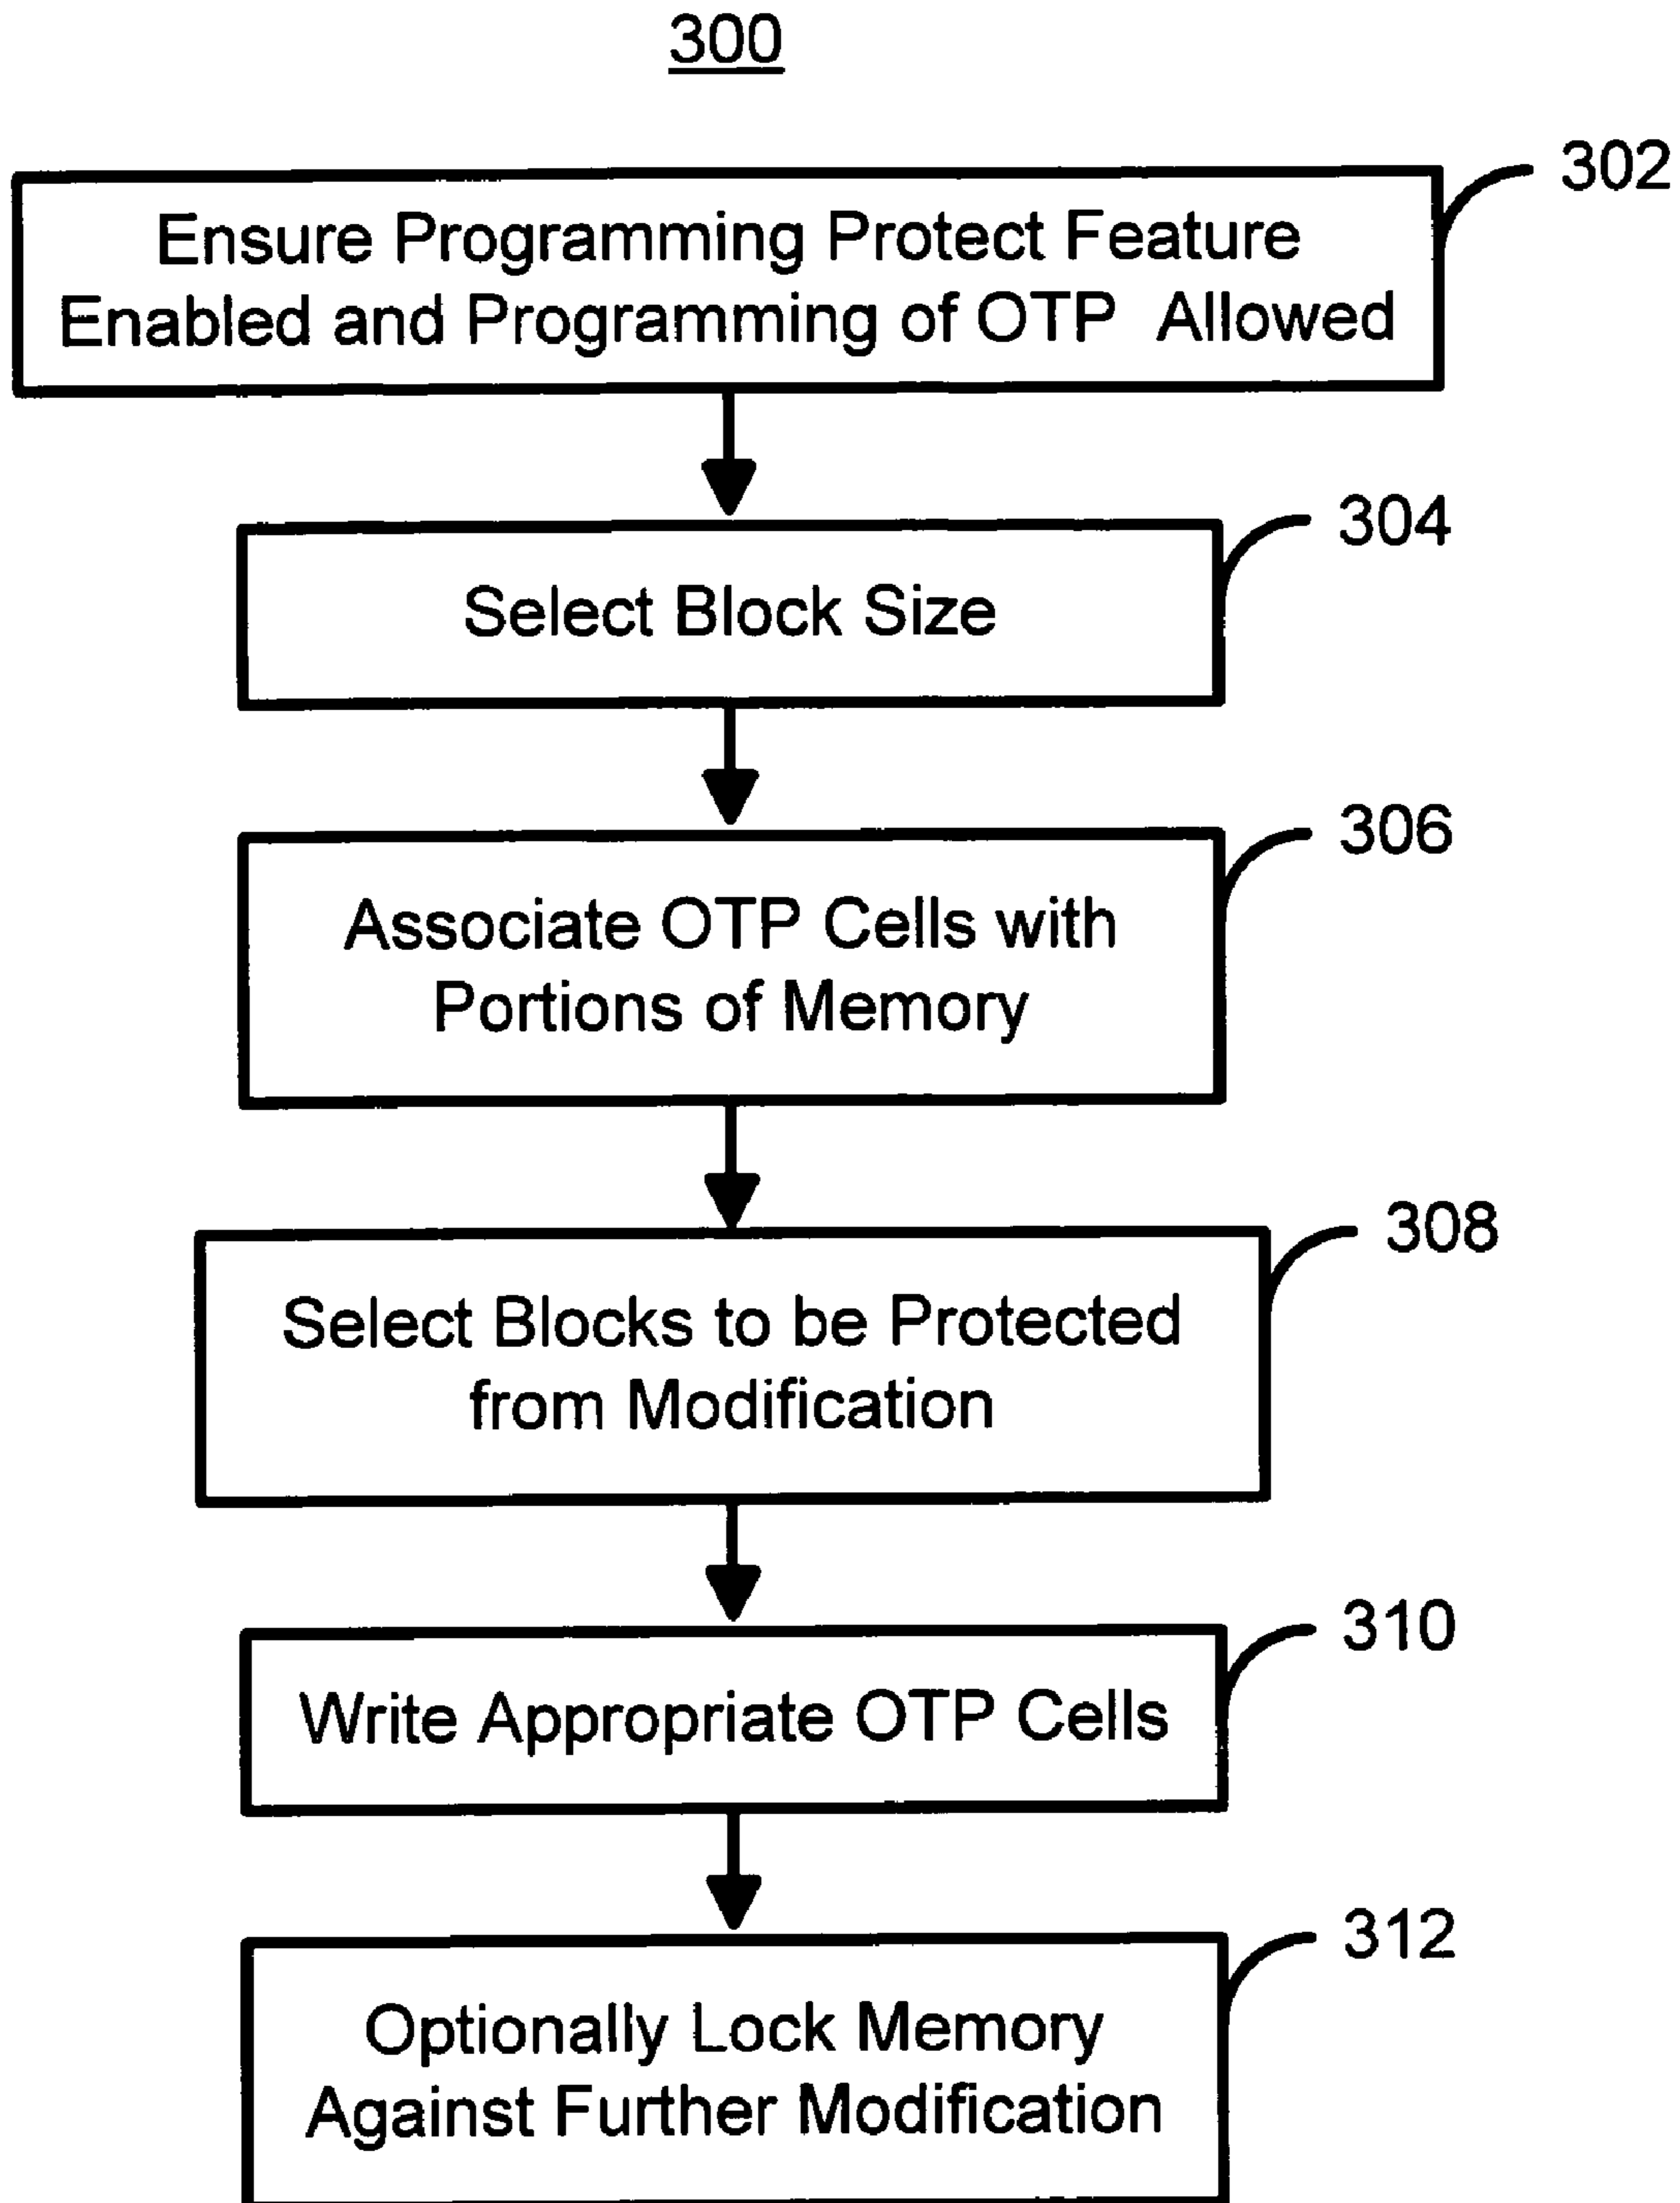 300
302
Ensure Programming Protect Feature
Enabled and Programming of OTP Allowed
304
Select Block Size
306
Associate OTP Cells with
Portions of Memory
308
Select Blocks to be Protected
from Modification
310
Write Appropriate OTP Cells
312
Optionally Lock Memory
Against Further Modification